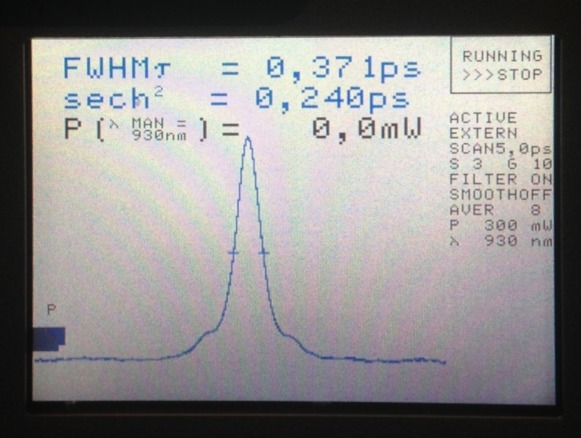 FWHMτ = 0,371ps
sech² = 0,240ps
P (λ MAN = 930nm) = 0,0mW
RUNNING
>>>STOP
ACTIVE
EXTERN
SCAN5,0ps
S 3 G 10
FILTER ON
SMOOTHOFF
AVER 8
P 300 mW
λ 930 nm
P